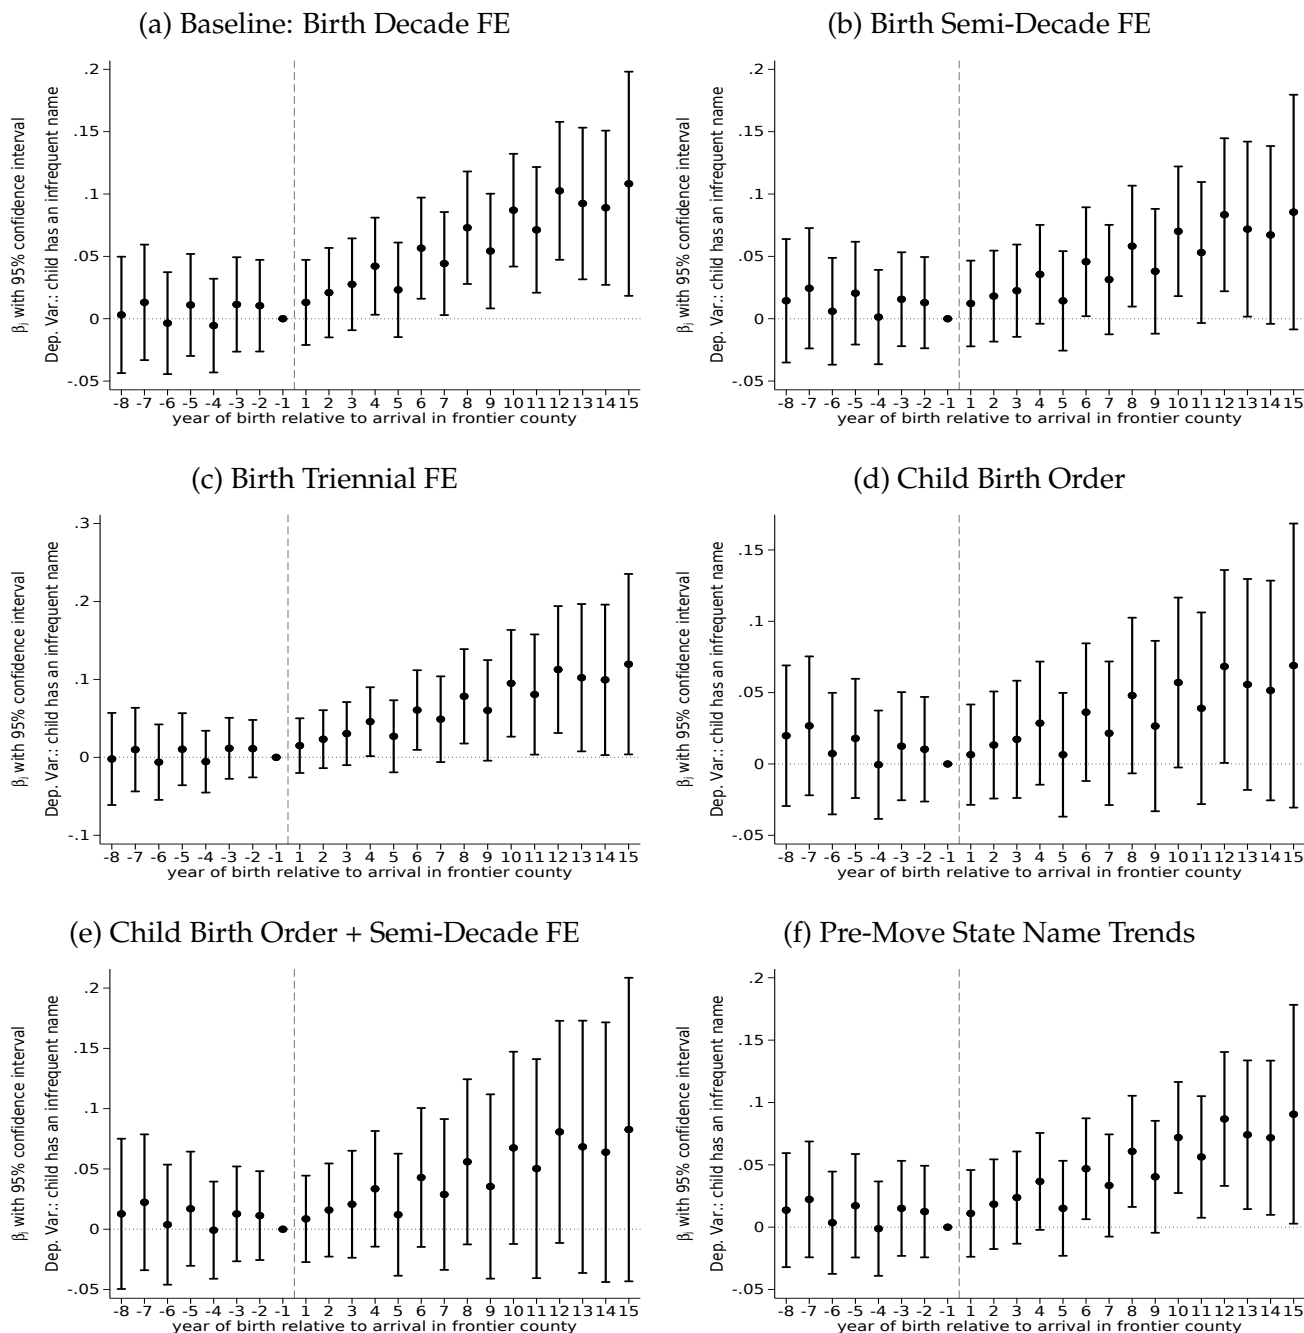 (a) Baseline: Birth Decade FE
β_j with 95% confidence interval
Dep. Var.: child has an infrequent name
.2
.15
.1
.05
0
-.05
-8 -7 -6 -5 -4 -3 -2 -1 1 2 3 4 5 6 7 8 9 10 11 12 13 14 15
year of birth relative to arrival in frontier county
(b) Birth Semi-Decade FE
β_j with 95% confidence interval
Dep. Var.: child has an infrequent name
.2
.15
.1
.05
0
-.05
-8 -7 -6 -5 -4 -3 -2 -1 1 2 3 4 5 6 7 8 9 10 11 12 13 14 15
year of birth relative to arrival in frontier county
(c) Birth Triennial FE
β_j with 95% confidence interval
Dep. Var.: child has an infrequent name
.3
.2
.1
0
-.1
-8 -7 -6 -5 -4 -3 -2 -1 1 2 3 4 5 6 7 8 9 10 11 12 13 14 15
year of birth relative to arrival in frontier county
(d) Child Birth Order
β_j with 95% confidence interval
Dep. Var.: child has an infrequent name
.15
.1
.05
0
-.05
-8 -7 -6 -5 -4 -3 -2 -1 1 2 3 4 5 6 7 8 9 10 11 12 13 14 15
year of birth relative to arrival in frontier county
(e) Child Birth Order + Semi-Decade FE
β_j with 95% confidence interval
Dep. Var.: child has an infrequent name
.2
.15
.1
.05
0
-.05
-8 -7 -6 -5 -4 -3 -2 -1 1 2 3 4 5 6 7 8 9 10 11 12 13 14 15
year of birth relative to arrival in frontier county
(f) Pre-Move State Name Trends
β_j with 95% confidence interval
Dep. Var.: child has an infrequent name
.2
.15
.1
.05
0
-.05
-8 -7 -6 -5 -4 -3 -2 -1 1 2 3 4 5 6 7 8 9 10 11 12 13 14 15
year of birth relative to arrival in frontier county